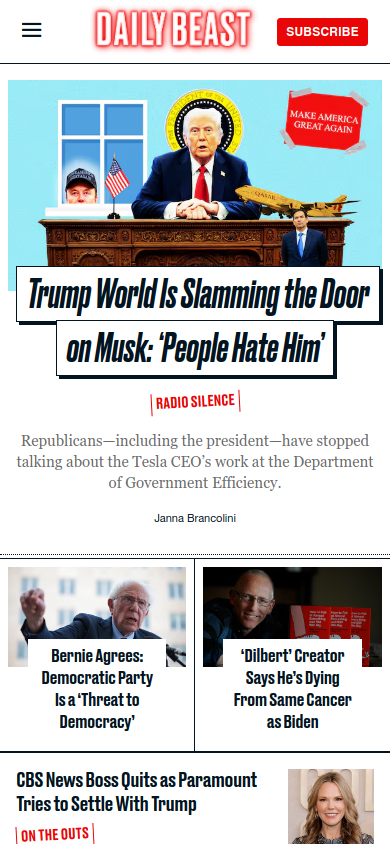 DAILY BEAST
SUBSCRIBE
MAKE AMERICA
GREAT AGAIN
QATAR
Trump World Is Slamming the Door
on Musk: ‘People Hate Him’
RADIO SILENCE
Republicans—including the president—have stopped
talking about the Tesla CEO’s work at the Department
of Government Efficiency.
Janna Brancolini
Bernie Agrees:
Democratic Party
Is a ‘Threat to
Democracy’
‘Dilbert’ Creator
Says He’s Dying
From Same Cancer
as Biden
CBS News Boss Quits as Paramount
Tries to Settle With Trump
ON THE OUTS